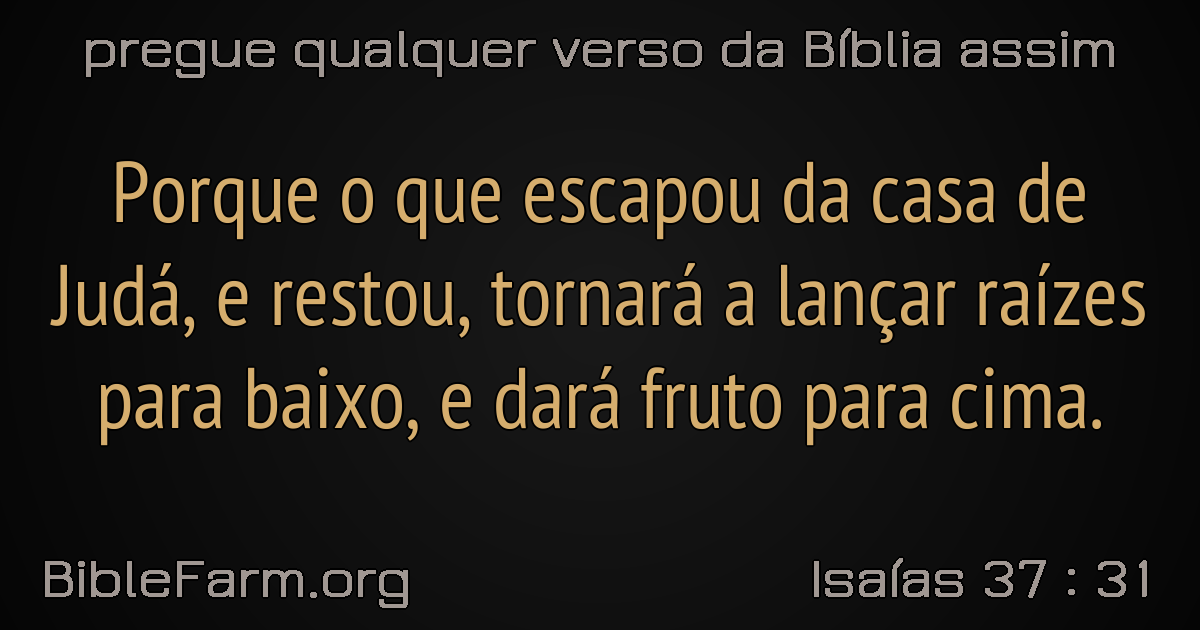 pregue qualquer verso da Bíblia assim
Porque o que escapou da casa de
Judá, e restou, tornará a lançar raízes
para baixo, e dará fruto para cima.
BibleFarm.org
Isaías 37 : 31